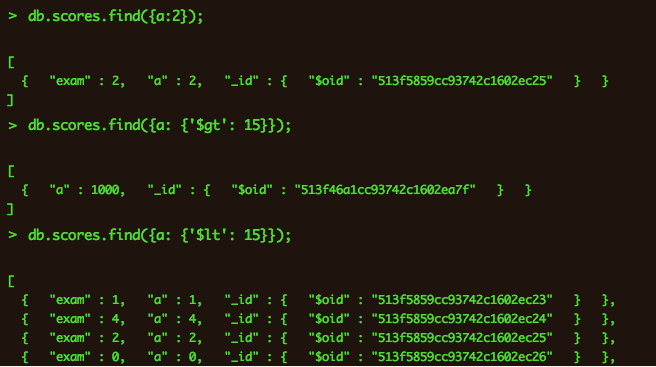 > db.scores.find({a:2});
[
{ "exam" : 2, "a" : 2, "_id" : { "$oid" : "513f5859cc93742c1602ec25" } }
]
> db.scores.find({a: {'$gt': 15}});
[
{ "a" : 1000, "_id" : { "$oid" : "513f46a1cc93742c1602ea7f" } }
]
> db.scores.find({a: {'$lt': 15}});
[
{ "exam" : 1, "a" : 1, "_id" : { "$oid" : "513f5859cc93742c1602ec23" } },
{ "exam" : 4, "a" : 4, "_id" : { "$oid" : "513f5859cc93742c1602ec24" } },
{ "exam" : 2, "a" : 2, "_id" : { "$oid" : "513f5859cc93742c1602ec25" } },
{ "exam" : 0, "a" : 0, "_id" : { "$oid" : "513f5859cc93742c1602ec26" } },